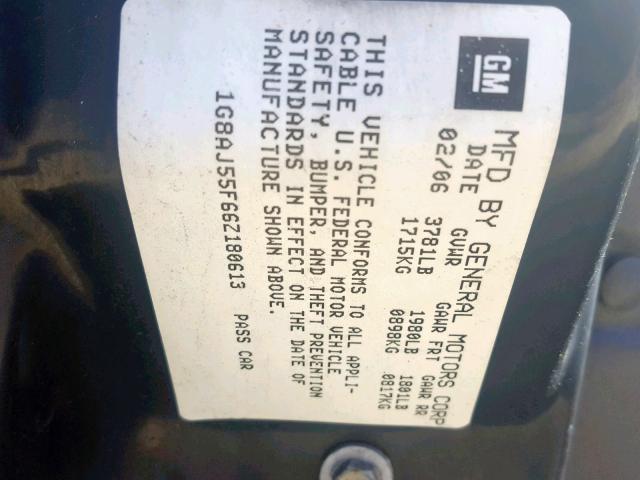 GM
MFD BY GENERAL MOTORS CORP
DATE GVWR GAWR FRT GAWR RR
02/06 3781LB 1980LB 1801LB
1715KG 0898KG 0817KG
THIS VEHICLE CONFORMS TO ALL APPLI-
CABLE U.S. FEDERAL MOTOR VEHICLE
SAFETY, BUMPER, AND THEFT PREVENTION
STANDARDS IN EFFECT ON THE DATE OF
MANUFACTURE SHOWN ABOVE.
1G8AJ55F66Z180613 PASS CAR